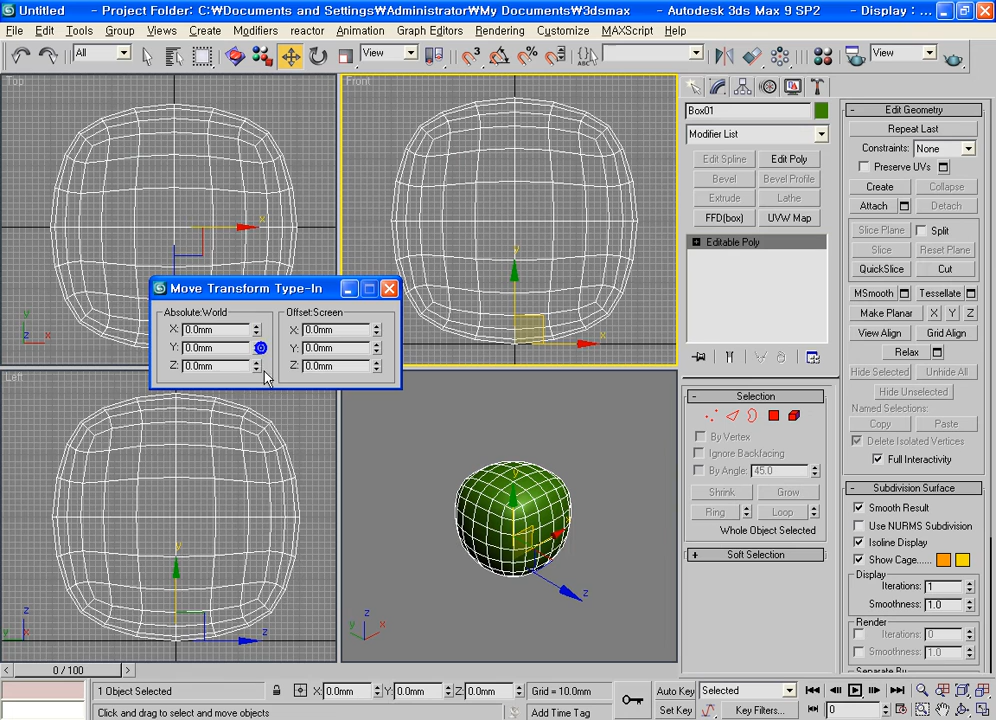 Untitled - Project Folder: C:₩Documents and Settings₩Administrator₩My Documents₩3dsmax - Autodesk 3ds Max 9 SP2 - Display : ...
File Edit Tools Group Views Create Modifiers reactor Animation Graph Editors Rendering Customize MAXScript Help
All View View
Top Front
Box01
Modifier List
Edit Spline Edit Poly
Bevel Bevel Profile
Extrude Lathe
FFD(box) UVW Map
Editable Poly
Edit Geometry
Repeat Last
Constraints: None
Preserve UVs
Create Collapse
Attach Detach
Slice Plane Split
Slice Reset Plane
QuickSlice Cut
MSmooth Tessellate
Make Planar X Y Z
View Align Grid Align
Relax
Hide Selected Unhide All
Hide Unselected
Named Selections:
Copy Paste
Delete Isolated Vertices
Full Interactivity
Move Transform Type-In
Absolute:World Offset:Screen
X: 0.0mm X: 0.0mm
Y: 0.0mm Y: 0.0mm
Z: 0.0mm Z: 0.0mm
Left
Selection
By Vertex
Ignore Backfacing
By Angle: 45.0
Shrink Grow
Ring Loop
Whole Object Selected
Soft Selection
Subdivision Surface
Smooth Result
Use NURMS Subdivision
Isoline Display
Show Cage......
Display
Iterations: 1
Smoothness: 1.0
Render
Iterations: 0
Smoothness: 1.0
Separate By
0 / 100
1 Object Selected X: 0.0mm Y: 0.0mm Z: 0.0mm Grid = 10.0mm Auto Key Selected
Click and drag to select and move objects Add Time Tag Set Key Key Filters... 0